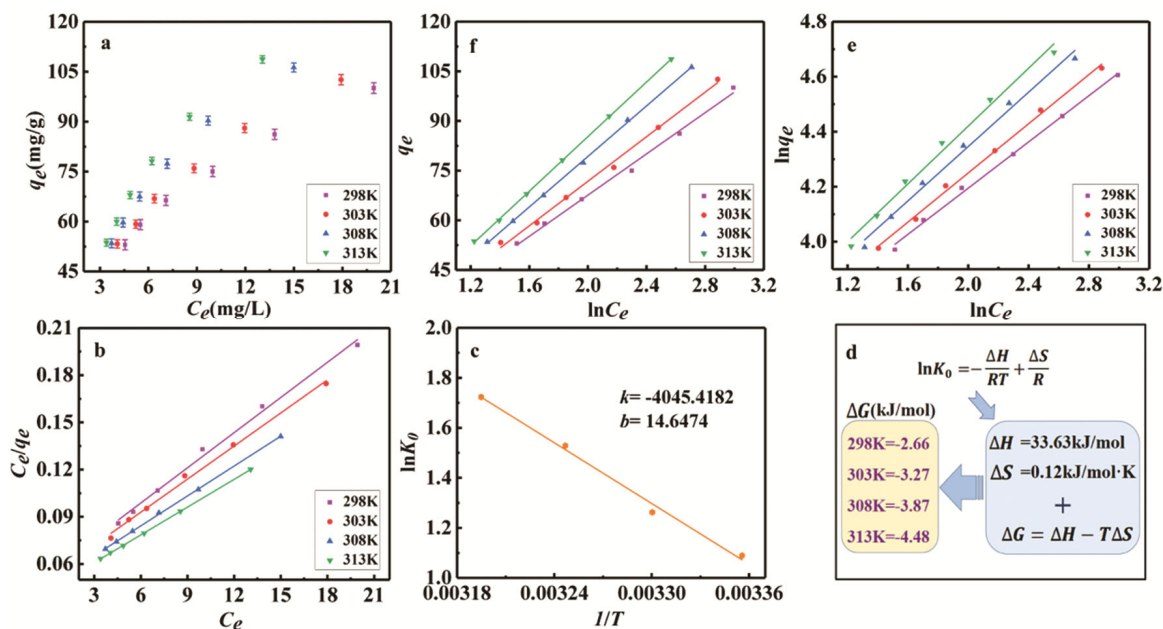 a
120
105
90
75
60
45
qe(mg/g)
3 6 9 12 15 18 21
Ce(mg/L)
298K
303K
308K
313K
f
120
105
90
75
60
45
qe
1.2 1.6 2.0 2.4 2.8 3.2
lnCe
298K
303K
308K
313K
e
4.8
4.6
4.4
4.2
4.0
lnqe
1.2 1.6 2.0 2.4 2.8 3.2
lnCe
298K
303K
308K
313K
b
0.21
0.18
0.15
0.12
0.09
0.06
Ce/qe
3 6 9 12 15 18 21
Ce
298K
303K
308K
313K
c
2.0
1.8
1.6
1.4
1.2
1.0
lnK0
k= -4045.4182
b= 14.6474
0.00318 0.00324 0.00330 0.00336
1/T
d
lnK₀ =-ΔH/RT+ΔS/R
ΔG(kJ/mol)
298K=-2.66
303K=-3.27
308K=-3.87
313K=-4.48
ΔH =33.63kJ/mol
ΔS =0.12kJ/mol·K
+
ΔG = ΔH − TΔS